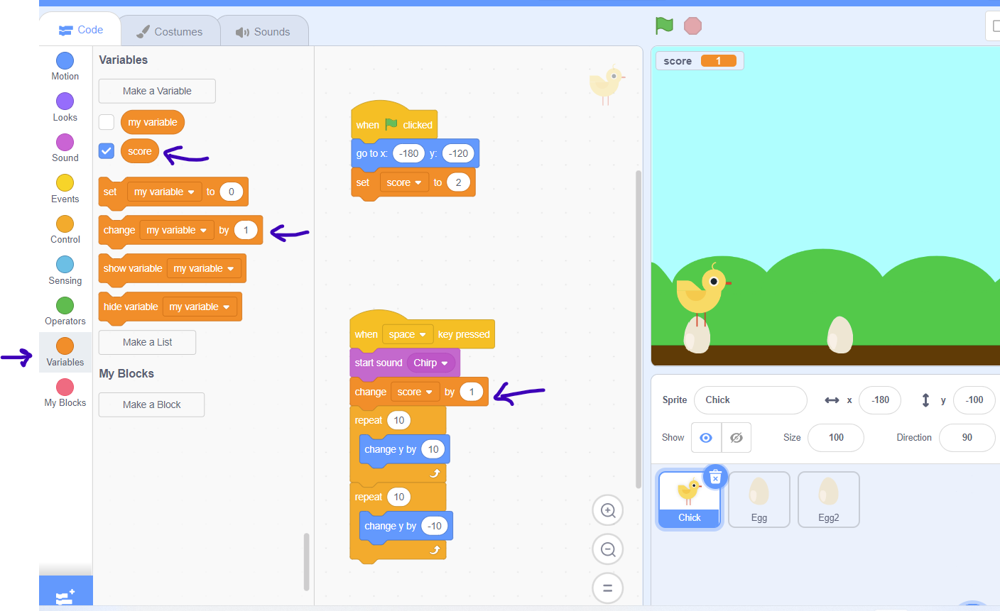 Code
Costumes
Sounds
Motion
Looks
Sound
Events
Control
Sensing
Operators
Variables
My Blocks
Variables
Make a Variable
my variable
score
set my variable to 0
change my variable by 1
show variable my variable
hide variable my variable
Make a List
My Blocks
Make a Block
when clicked
go to x: -180 y: -120
set score to 2
when space key pressed
start sound Chirp
change score by 1
repeat 10
change y by 10
repeat 10
change y by -10
score 1
Sprite Chick x -180 y -100
Show Size 100 Direction 90
Chick
Egg
Egg2